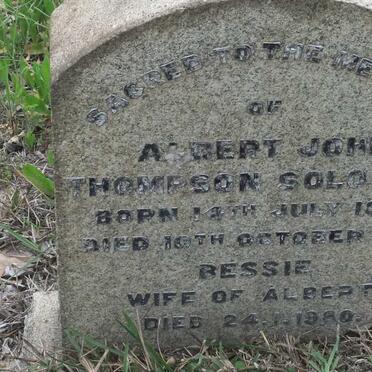 SACRED TO THE ME
OF
ALBERT JOH
THOMPSON SOLO
BORN 14TH JULY 1
DIED 10TH OCTOBER
BESSIE
WIFE OF ALBERT
DIED 24.1.1980.